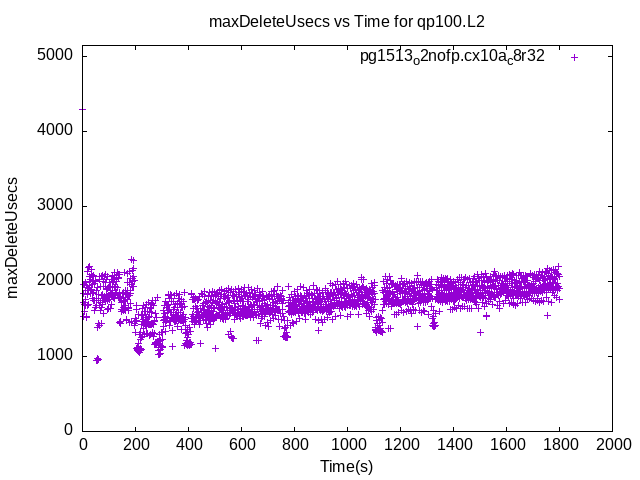 maxDeleteUsecs vs Time for qp100.L2
pg1513o2nofp.cx10ac8r32
5000
4000
3000
2000
1000
0
maxDeleteUsecs
0 200 400 600 800 1000 1200 1400 1600 1800 2000
Time(s)